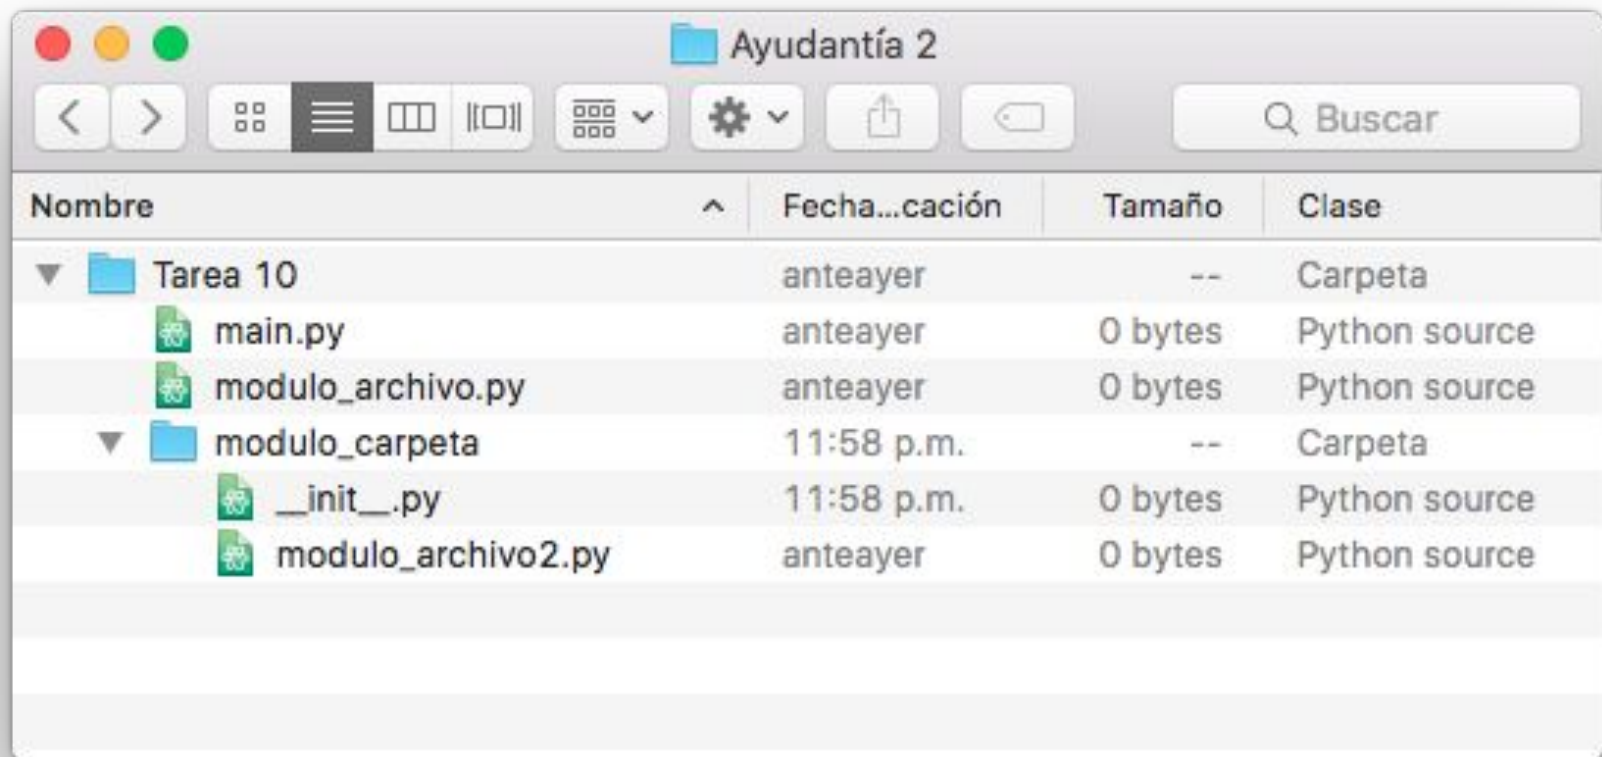 Ayudantía 2
Buscar
Nombre Fecha...cación Tamaño Clase
Tarea 10 anteayer -- Carpeta
main.py anteayer 0 bytes Python source
modulo_archivo.py anteayer 0 bytes Python source
modulo_carpeta 11:58 p.m. -- Carpeta
__init__.py 11:58 p.m. 0 bytes Python source
modulo_archivo2.py anteayer 0 bytes Python source